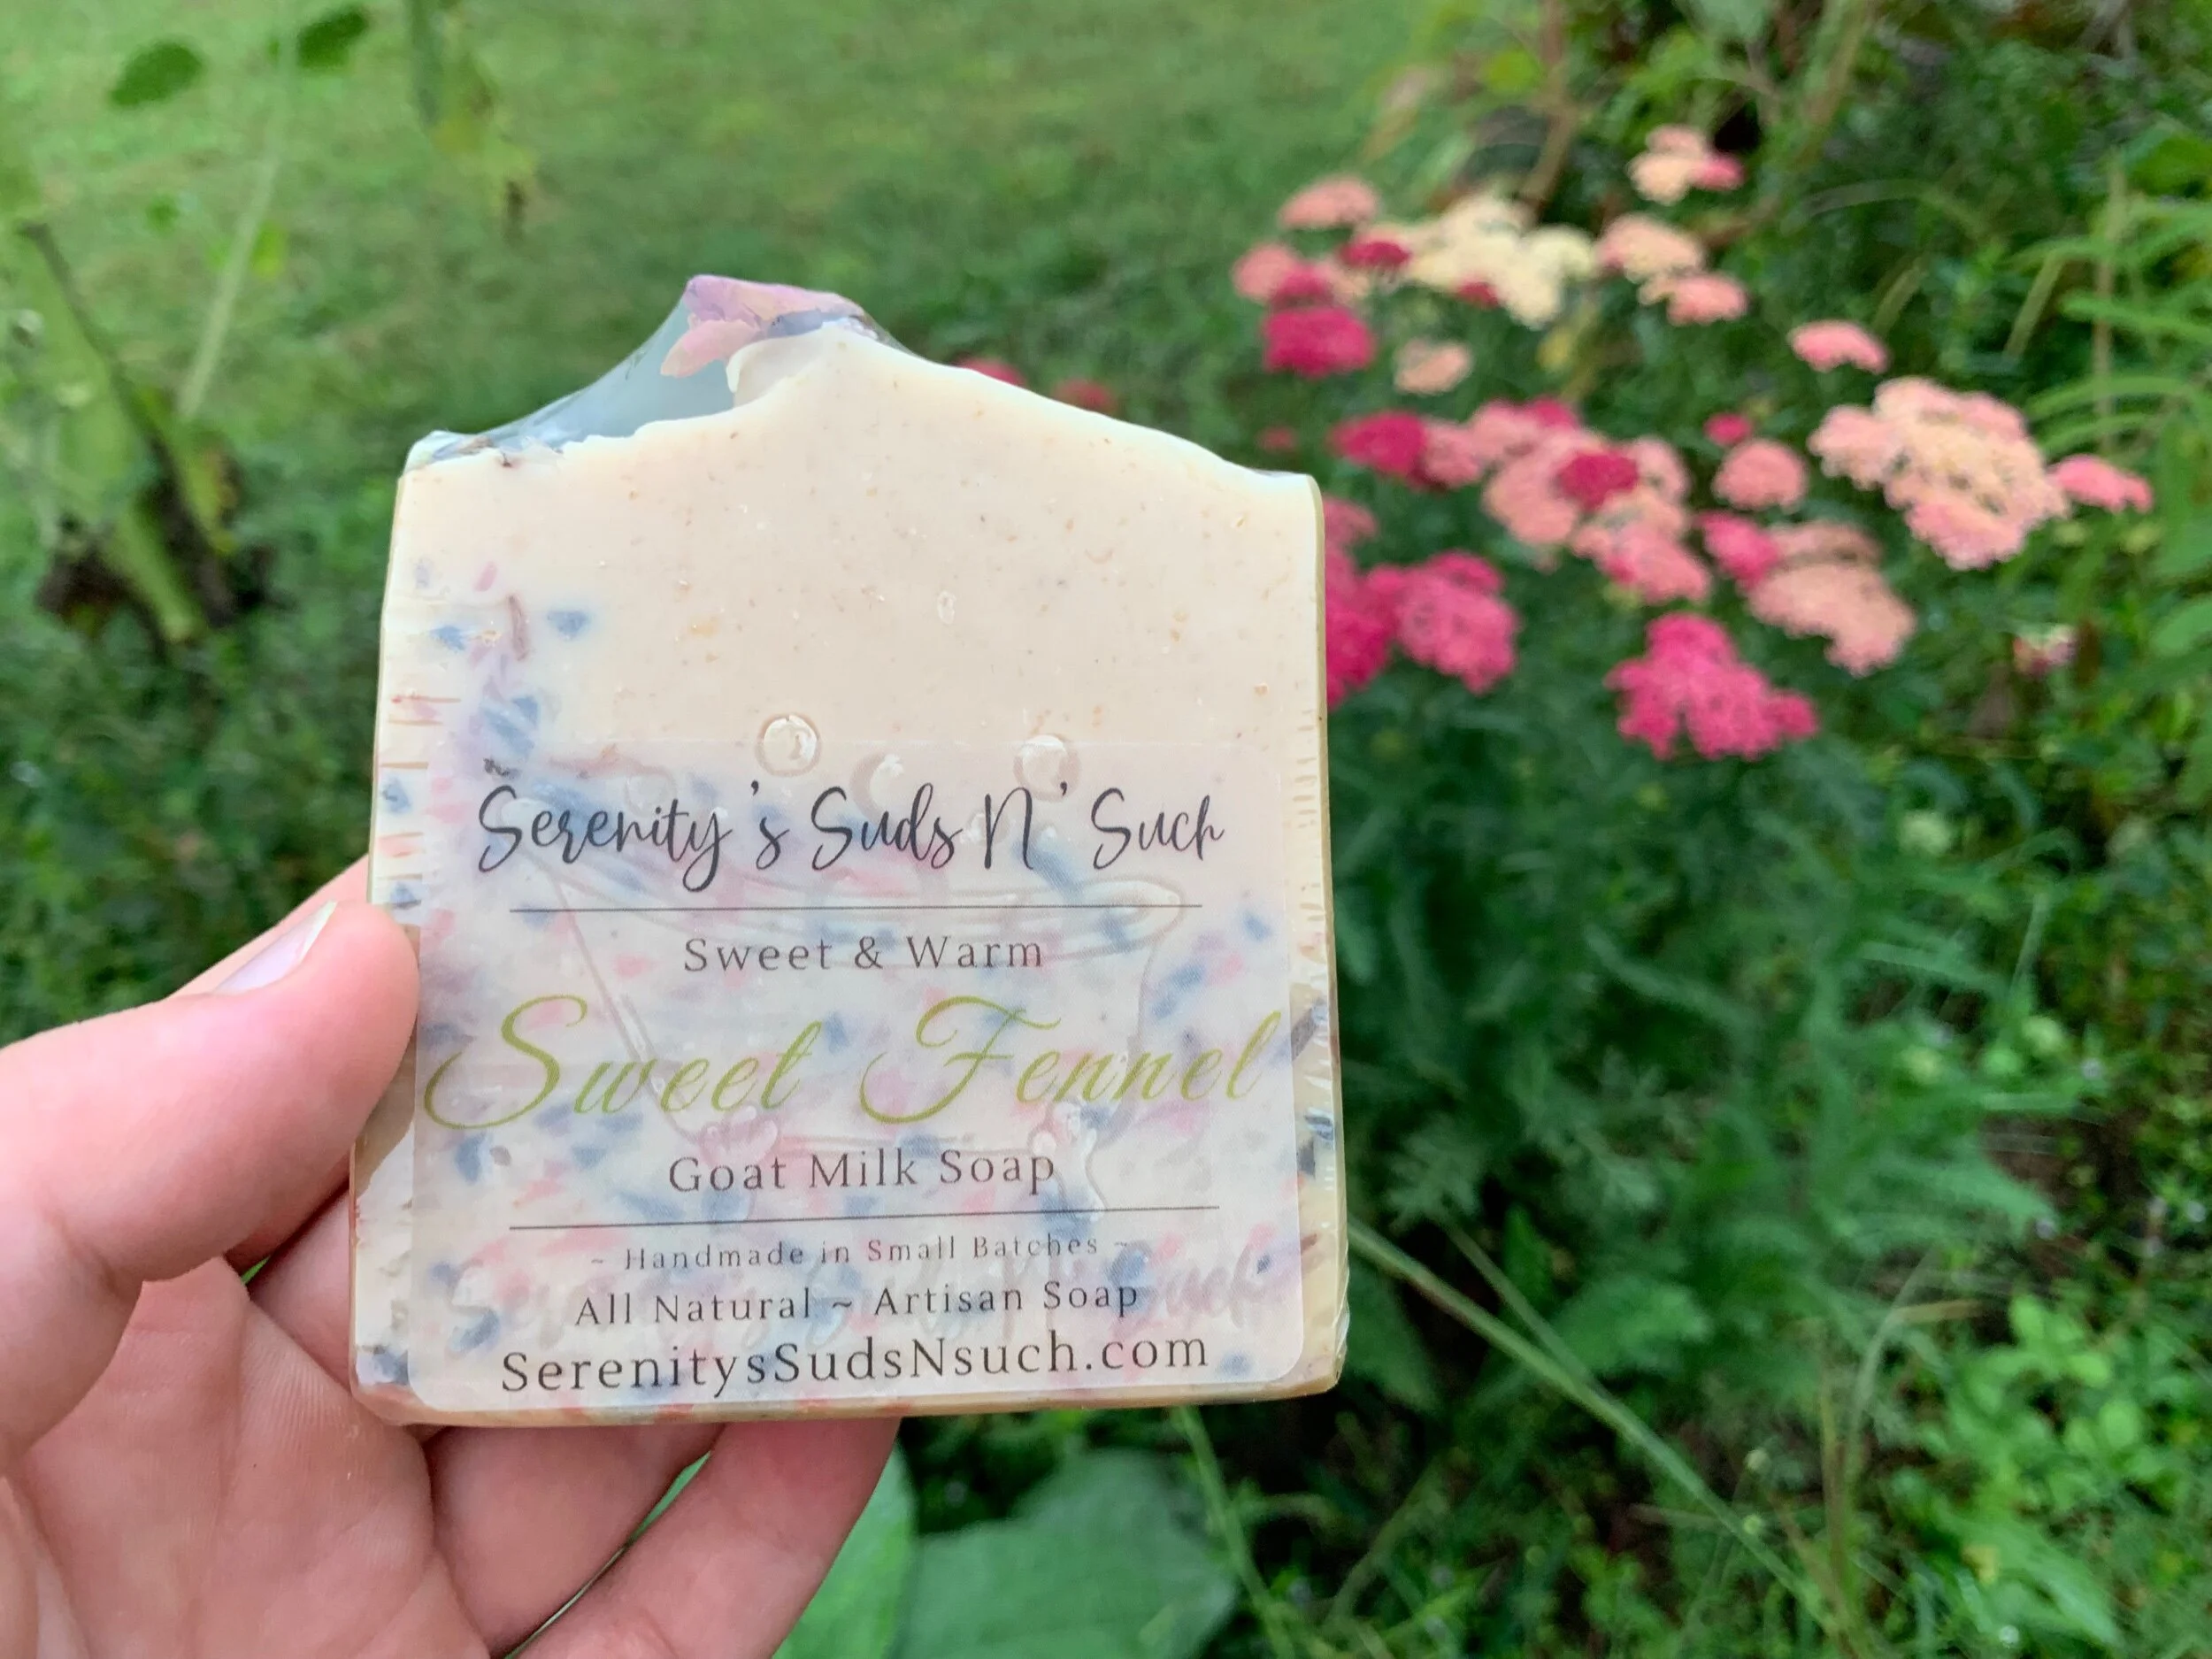 Serenity's Suds N' Such
Sweet & Warm
Sweet Fennel
Goat Milk Soap
~ Handmade in Small Batches ~
All Natural ~ Artisan Soap
SerenitysSudsNsuch.com